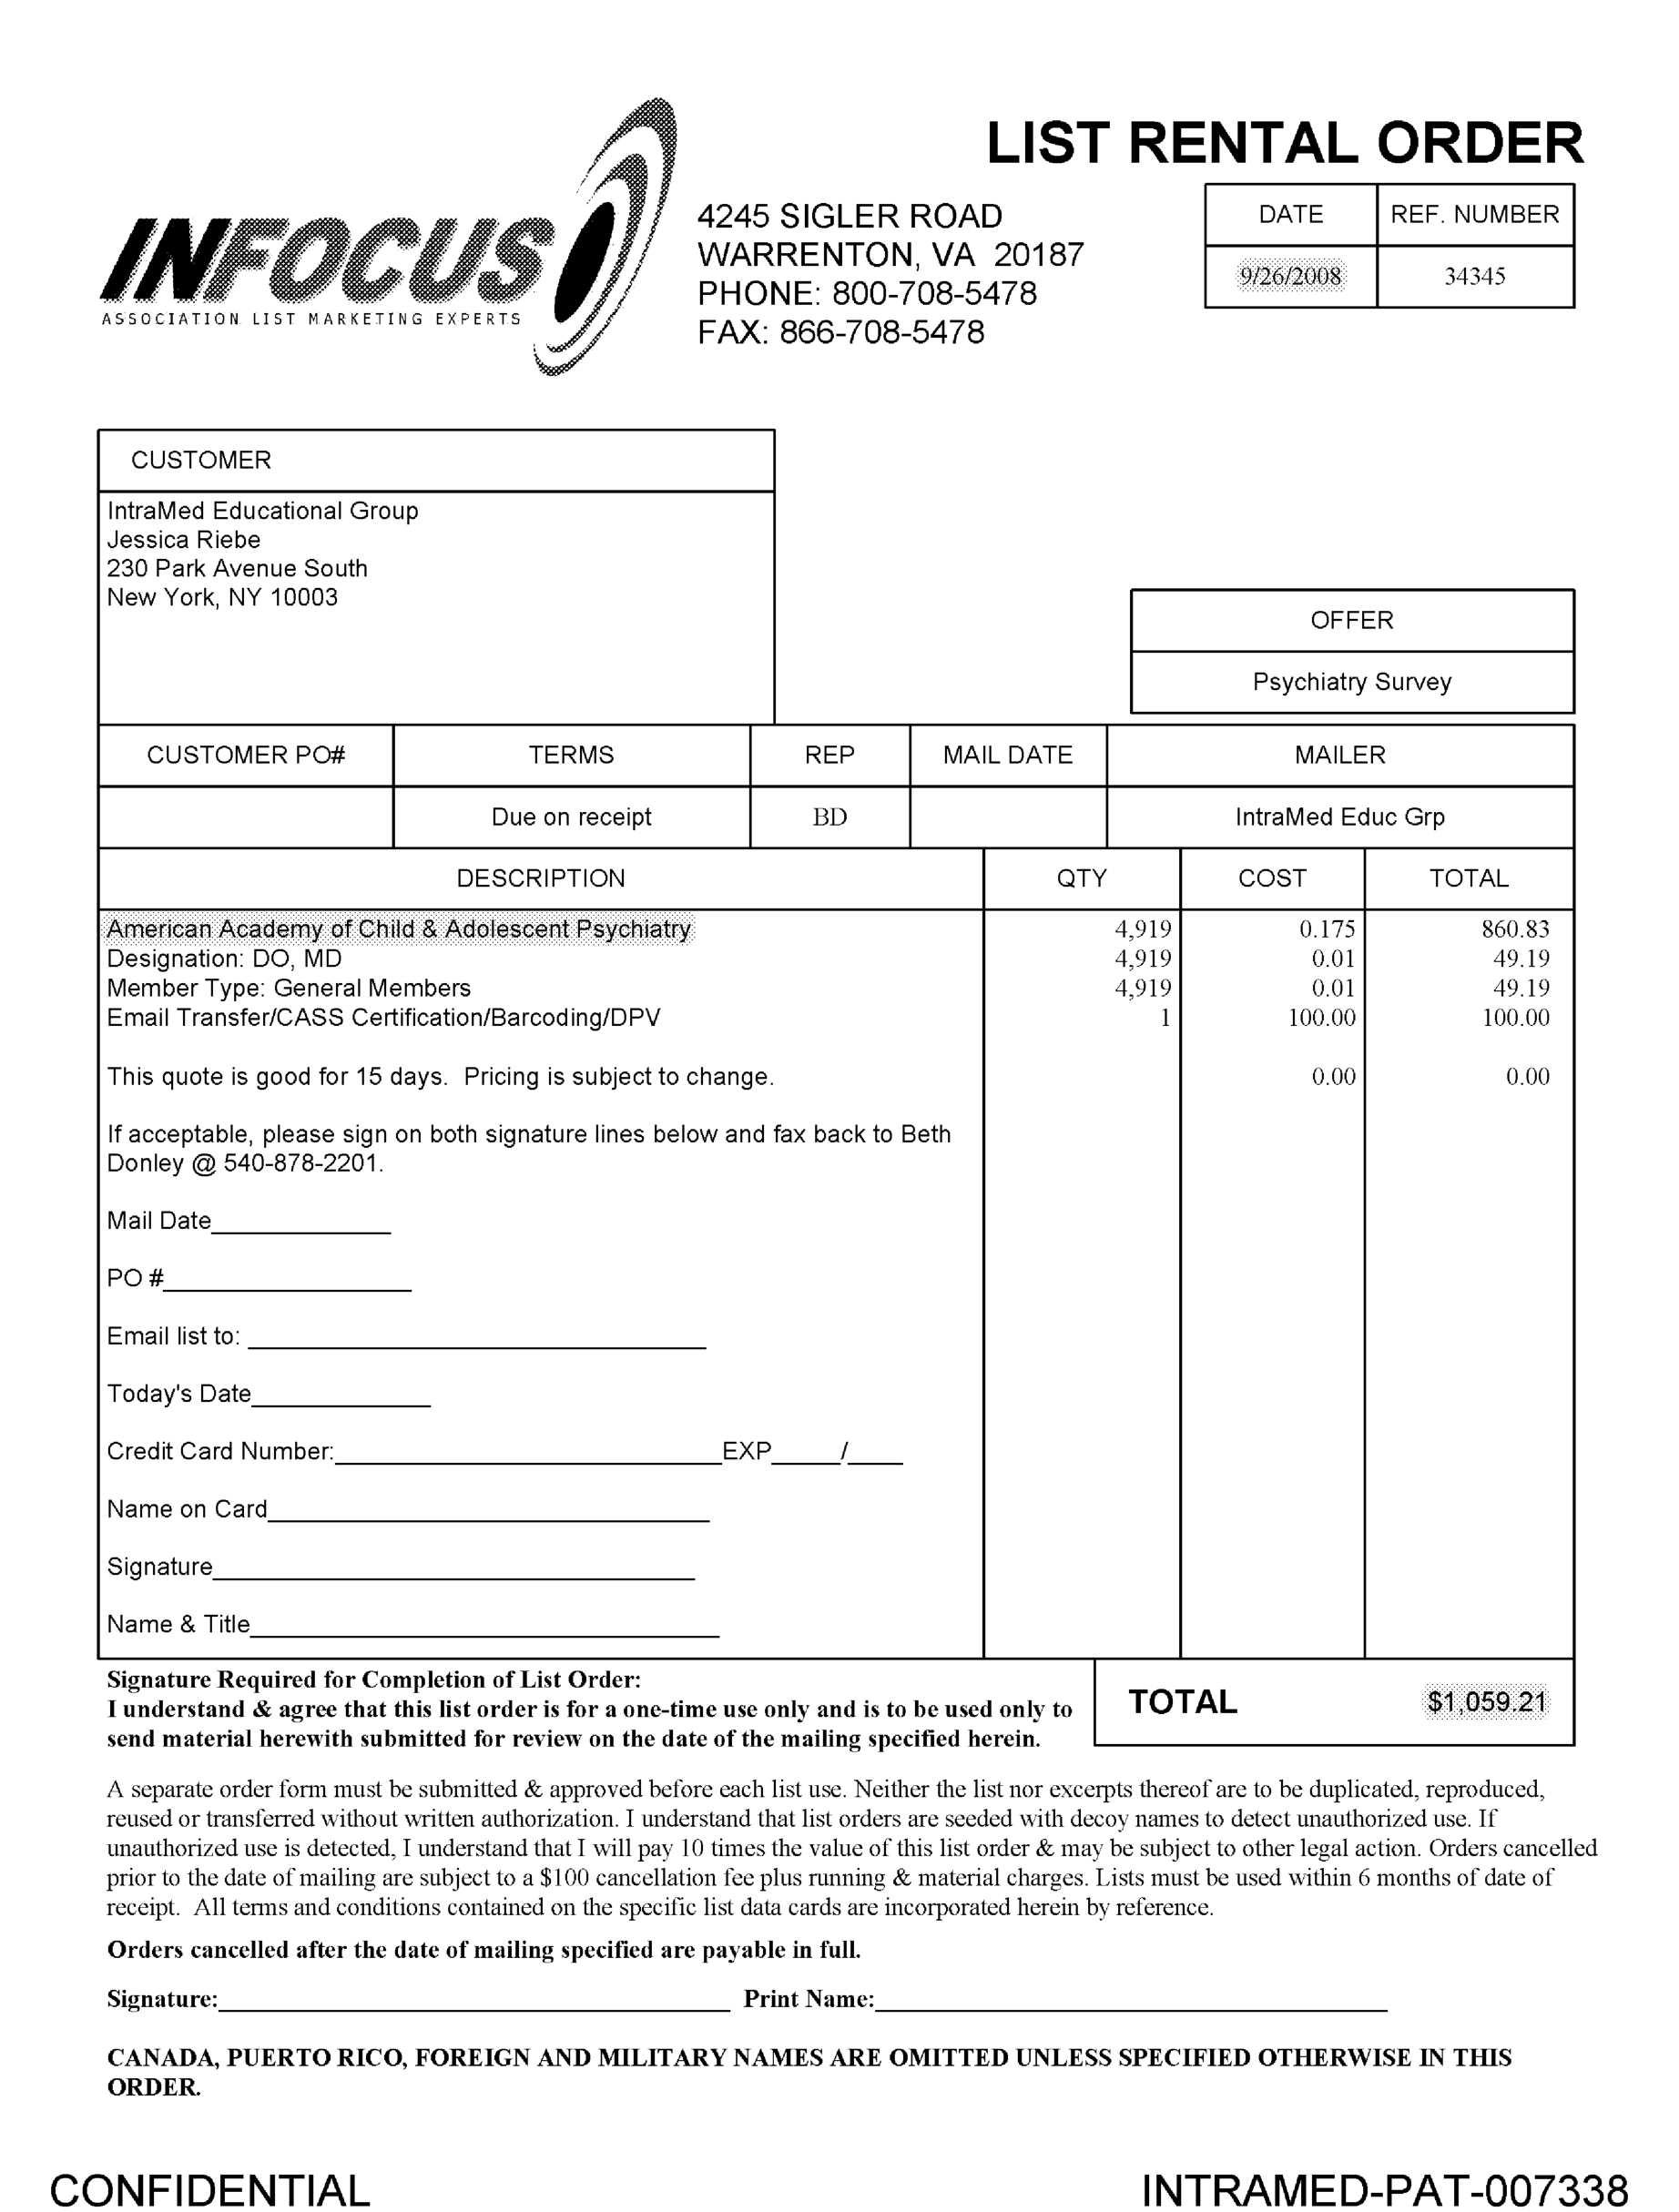 LIST RENTAL ORDER
INFOCUS
ASSOCIATION LIST MARKETING EXPERTS
4245 SIGLER ROAD
WARRENTON, VA 20187
PHONE: 800-708-5478
FAX: 866-708-5478
DATE REF. NUMBER
9/26/2008 34345
CUSTOMER
IntraMed Educational Group
Jessica Riebe
230 Park Avenue South
New York, NY 10003
OFFER
Psychiatry Survey
CUSTOMER PO# TERMS REP MAIL DATE MAILER
Due on receipt BD IntraMed Educ Grp
DESCRIPTION QTY COST TOTAL
American Academy of Child & Adolescent Psychiatry 4,919 0.175 860.83
Designation: DO, MD 4,919 0.01 49.19
Member Type: General Members 4,919 0.01 49.19
Email Transfer/CASS Certification/Barcoding/DPV 1 100.00 100.00
This quote is good for 15 days. Pricing is subject to change. 0.00 0.00
If acceptable, please sign on both signature lines below and fax back to Beth
Donley @ 540-878-2201.
Mail Date_____________
PO #__________________
Email list to: _________________________________
Today's Date_____________
Credit Card Number:____________________________EXP_____/____
Name on Card________________________________
Signature___________________________________
Name & Title__________________________________
Signature Required for Completion of List Order:
I understand & agree that this list order is for a one-time use only and is to be used only to
send material herewith submitted for review on the date of the mailing specified herein.
TOTAL $1,059.21
A separate order form must be submitted & approved before each list use. Neither the list nor excerpts thereof are to be duplicated, reproduced,
reused or transferred without written authorization. I understand that list orders are seeded with decoy names to detect unauthorized use. If
unauthorized use is detected, I understand that I will pay 10 times the value of this list order & may be subject to other legal action. Orders cancelled
prior to the date of mailing are subject to a $100 cancellation fee plus running & material charges. Lists must be used within 6 months of date of
receipt. All terms and conditions contained on the specific list data cards are incorporated herein by reference.
Orders cancelled after the date of mailing specified are payable in full.
Signature:________________________________________ Print Name:________________________________________
CANADA, PUERTO RICO, FOREIGN AND MILITARY NAMES ARE OMITTED UNLESS SPECIFIED OTHERWISE IN THIS
ORDER.
CONFIDENTIAL INTRAMED-PAT-007338